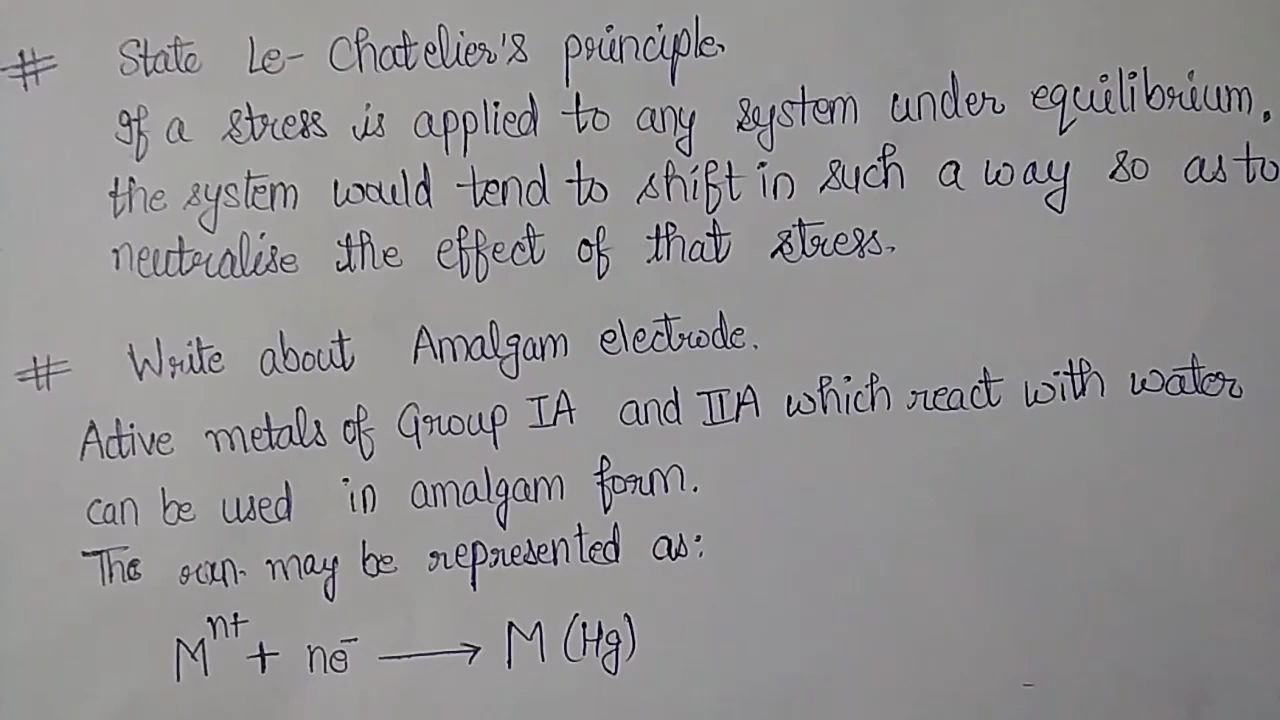 # State Le-Chatelier's principle.
If a stress is applied to any system under equilibrium,
the system would tend to shift in such a way so as to
neutralise the effect of that stress.
# Write about Amalgam electrode.
Active metals of Group IA and IIA which react with water
can be used in amalgam form.
The rxn. may be represented as:
Mⁿ⁺ + ne⁻ ⟶ M (Hg)